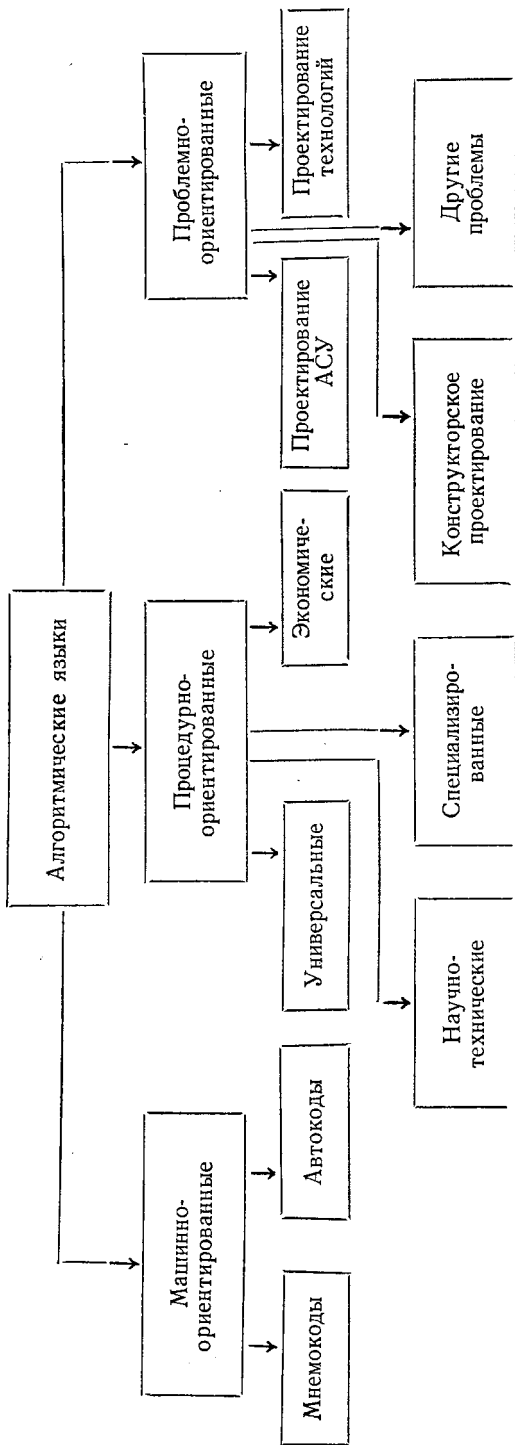 Алгоритмические языки
Машинно-
ориентированные
Процедурно-
ориентированные
Проблемно-
ориентированные
Мнемокоды
Автокоды
Универсальные
Экономиче-
ские
Проектирование
АСУ
Проектирование
технологий
Научно-
технические
Специализиро-
ванные
Конструкторское
проектирование
Другие
проблемы